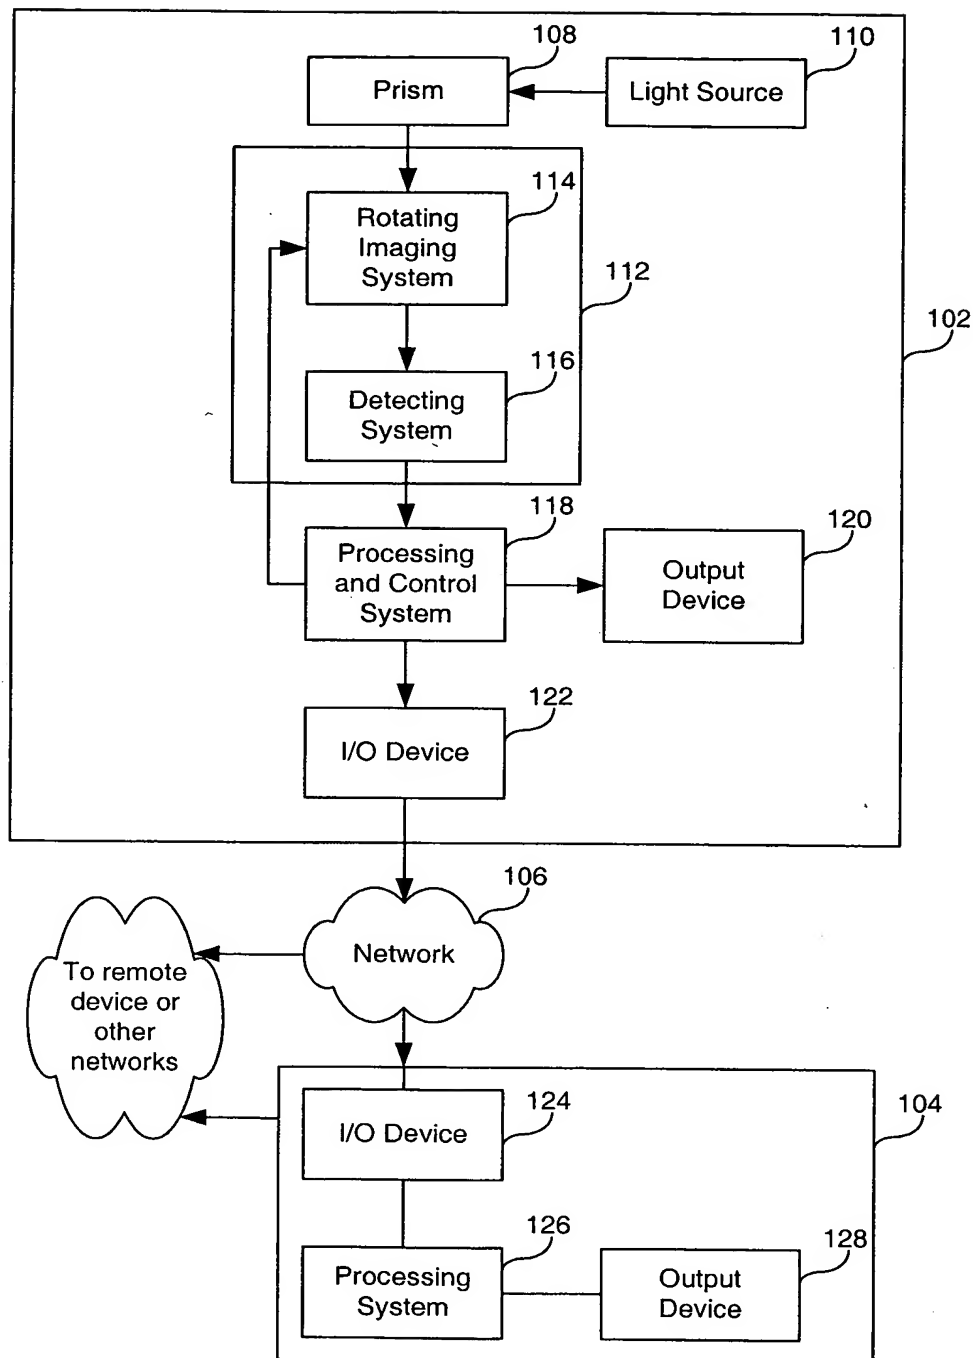 108
110
Prism
Light Source
114
Rotating
Imaging
System
112
102
116
Detecting
System
118
120
Processing
and Control
System
Output
Device
122
I/O Device
106
Network
To remote
device or
other
networks
124
104
I/O Device
126
128
Processing
System
Output
Device